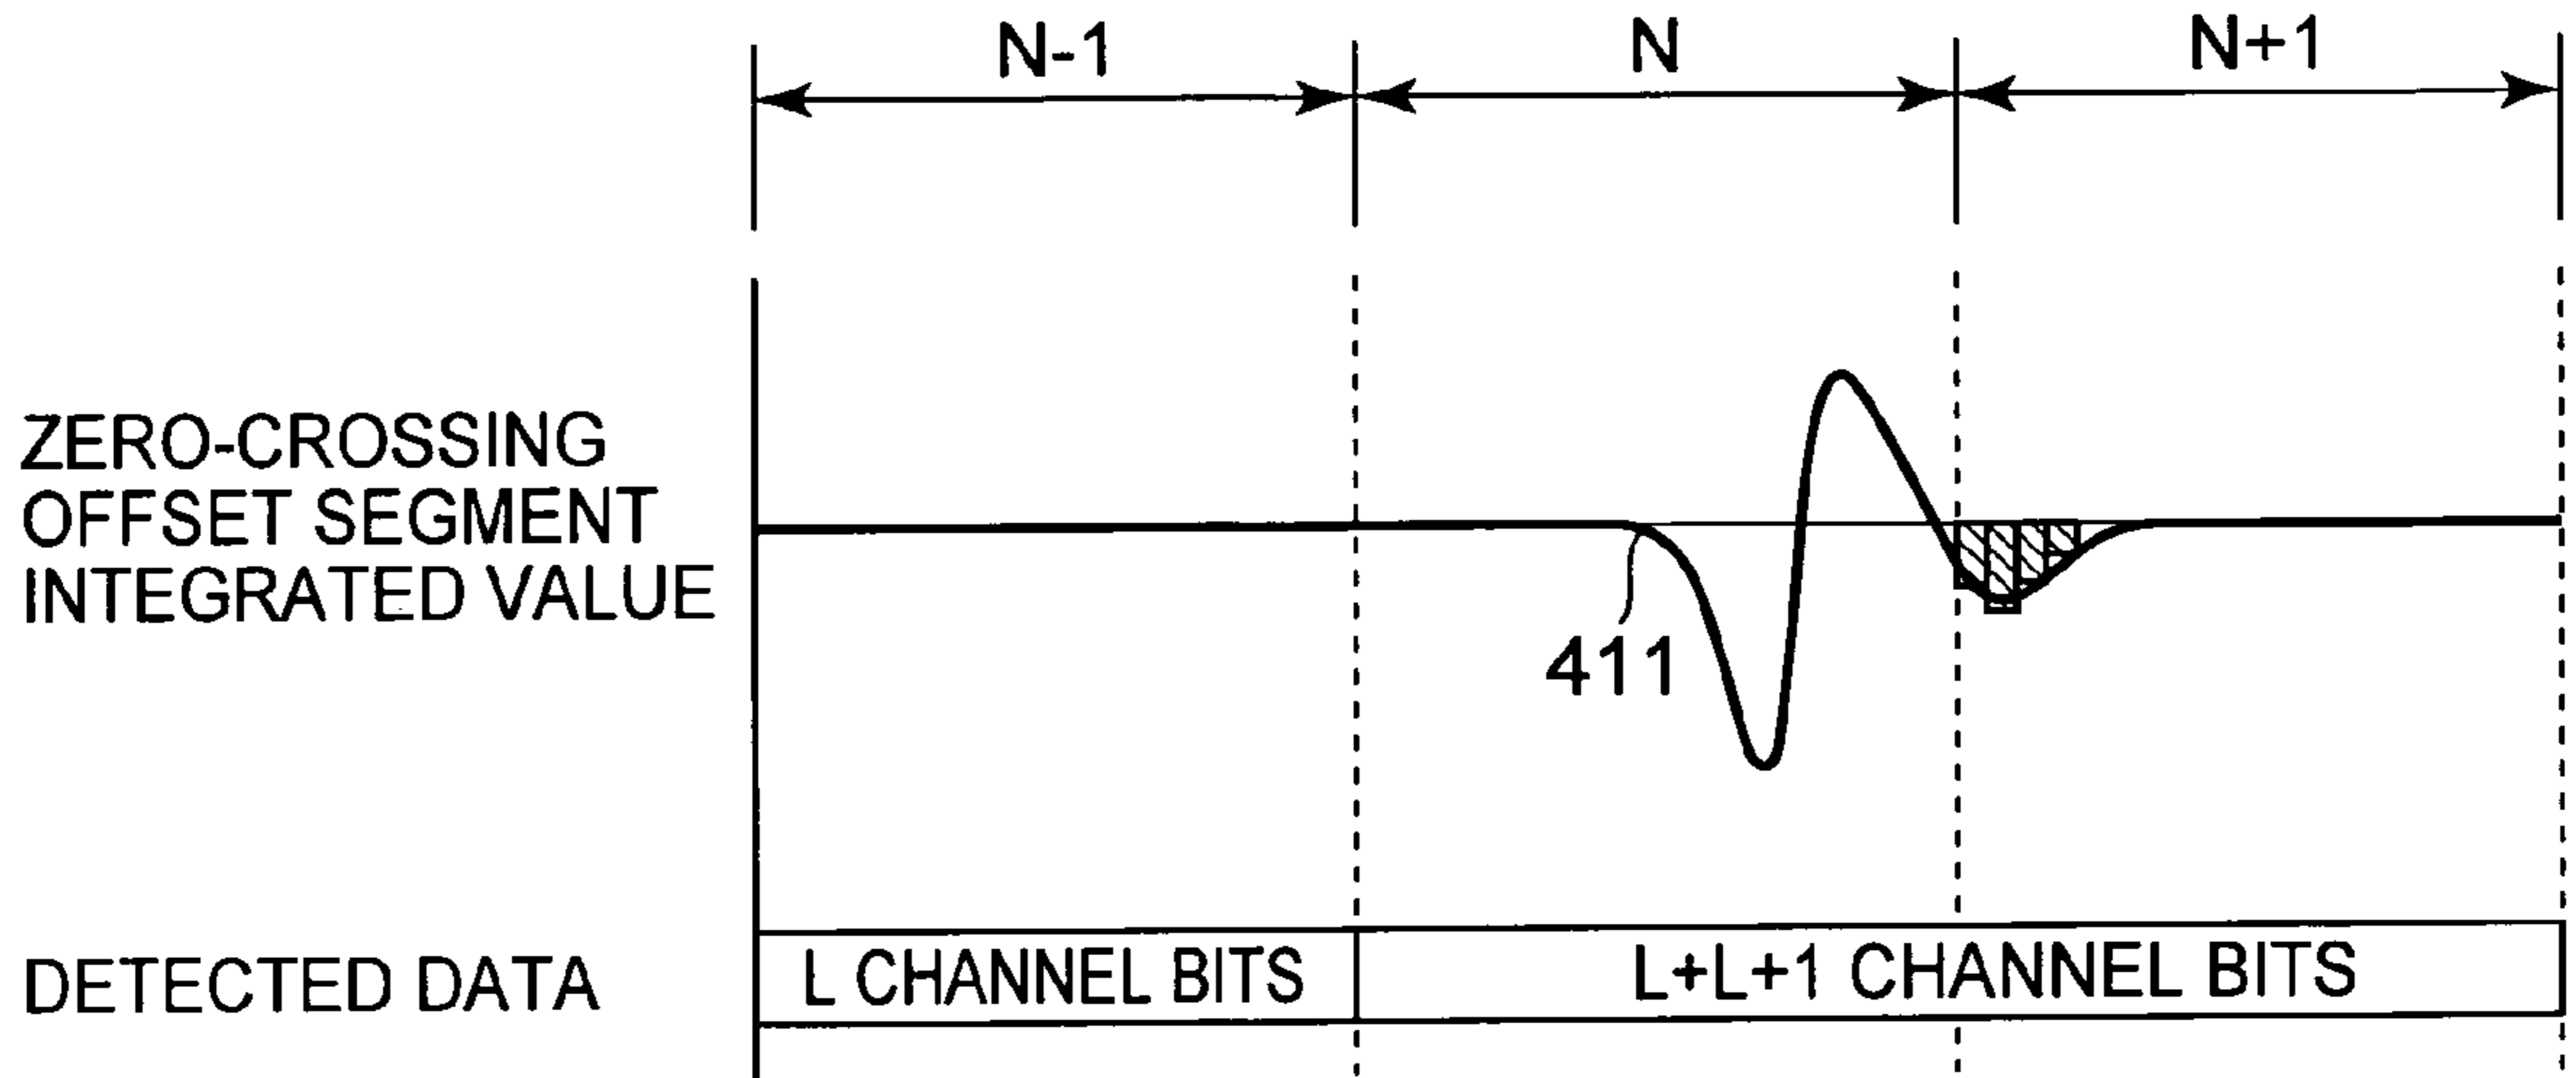 N-1
N
N+1
ZERO-CROSSING
OFFSET SEGMENT
INTEGRATED VALUE
411
DETECTED DATA
L CHANNEL BITS
L+L+1 CHANNEL BITS